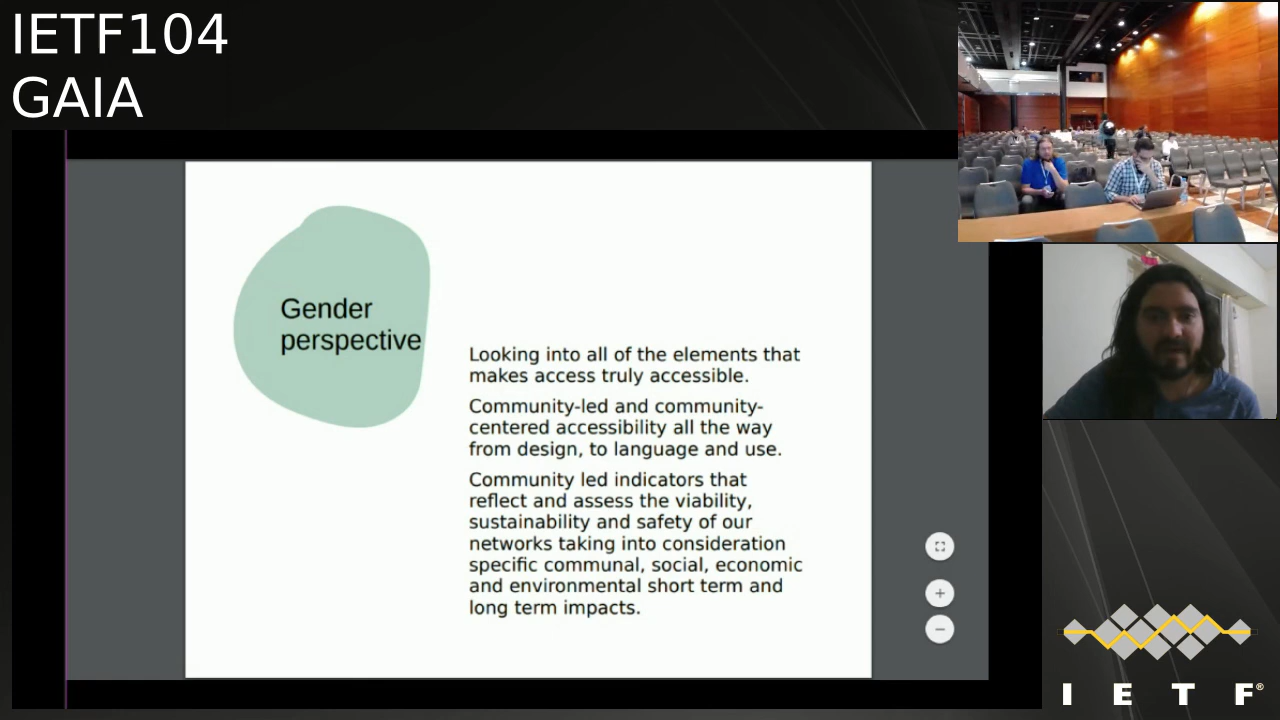 IETF104
GAIA
Gender
perspective
Looking into all of the elements that
makes access truly accessible.
Community-led and community-
centered accessibility all the way
from design, to language and use.
Community led indicators that
reflect and assess the viability,
sustainability and safety of our
networks taking into consideration
specific communal, social, economic
and environmental short term and
long term impacts.
I E T F®